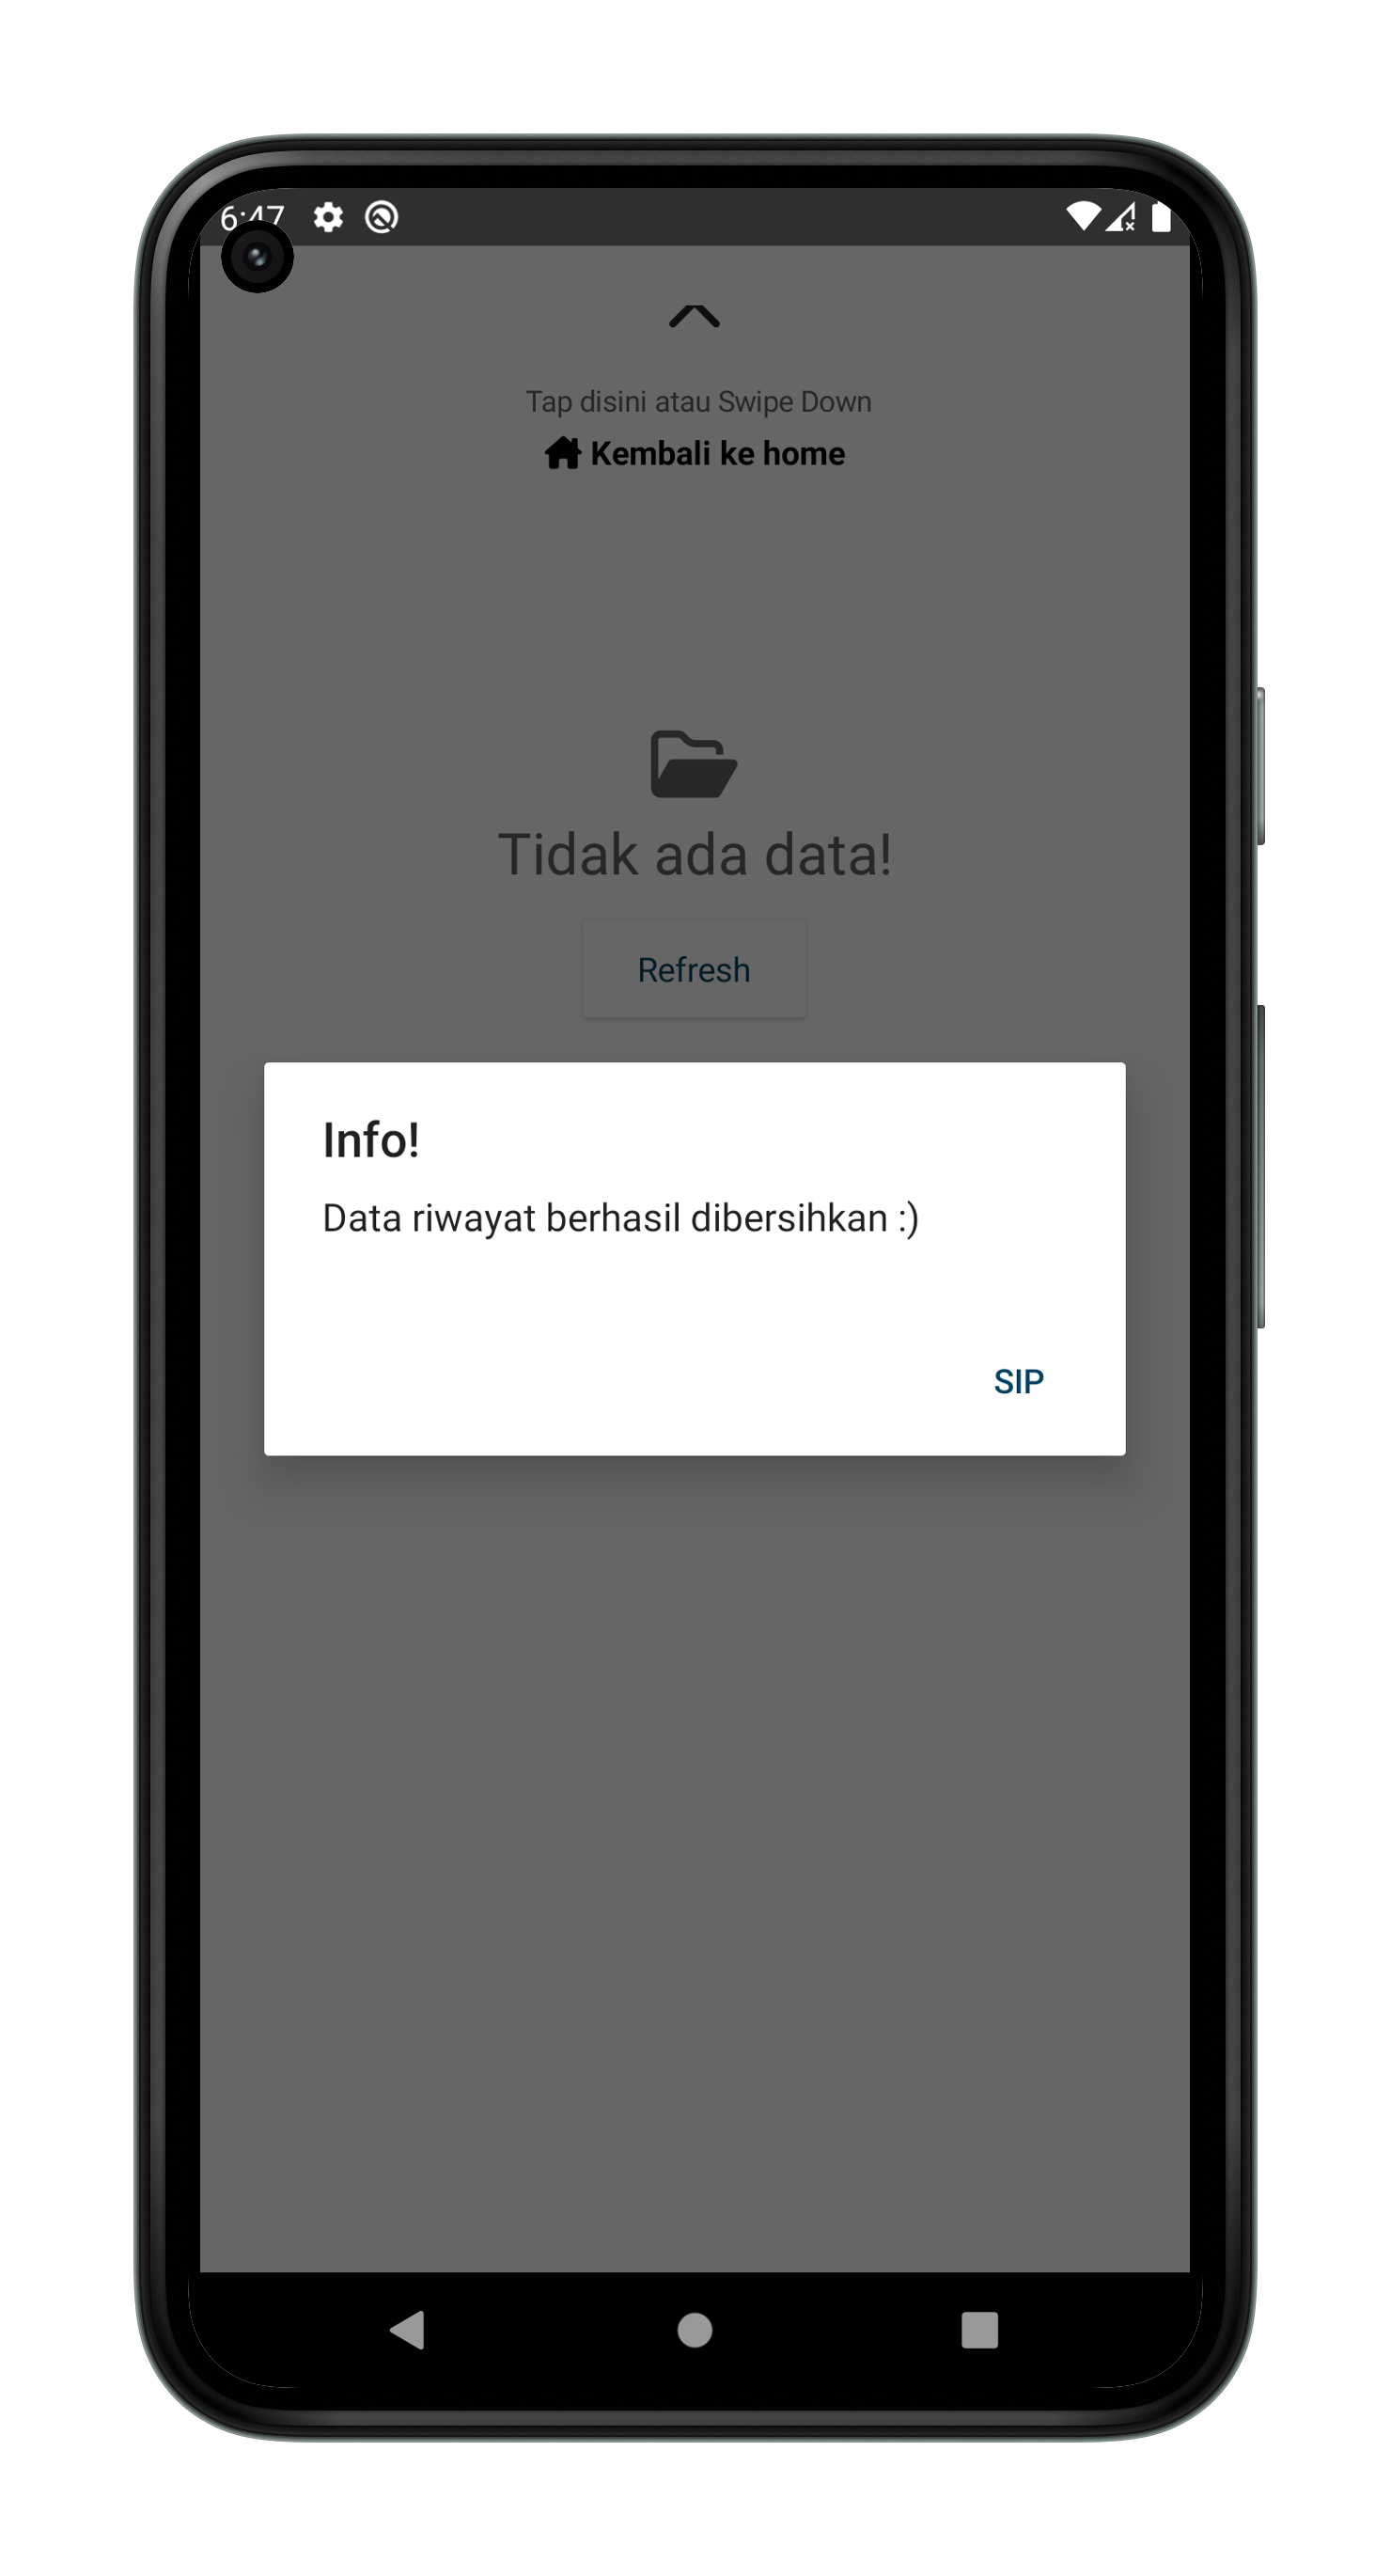 6:47
Tap disini atau Swipe Down
Kembali ke home
Tidak ada data!
Refresh
Info!
Data riwayat berhasil dibersihkan :)
SIP